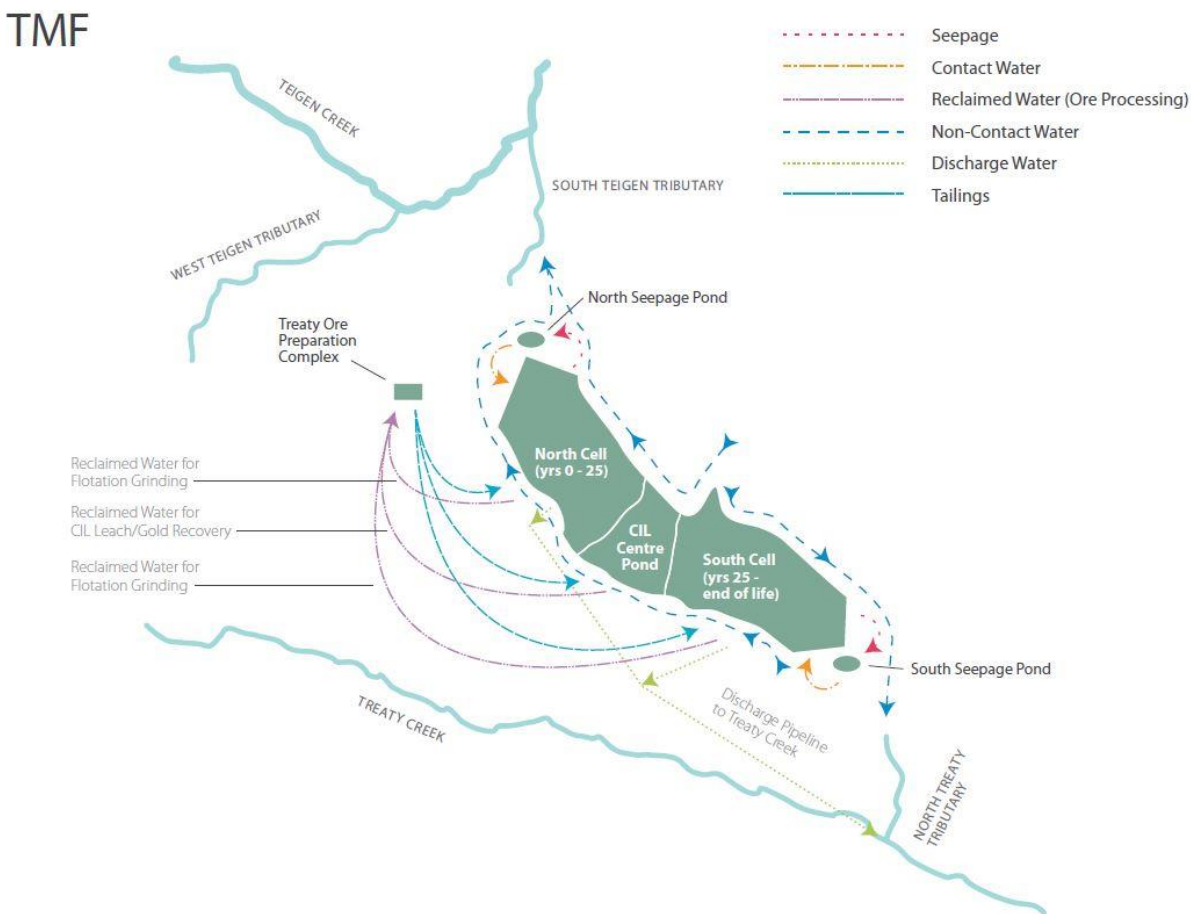 TMF
Seepage
Contact Water
Reclaimed Water (Ore Processing)
Non-Contact Water
Discharge Water
Tailings
TEIGEN CREEK
SOUTH TEIGEN TRIBUTARY
WEST TEIGEN TRIBUTARY
North Seepage Pond
Treaty Ore
Preparation
Complex
North Cell
(yrs 0 - 25)
Reclaimed Water for
Flotation Grinding
Reclaimed Water for
CIL Leach/Gold Recovery
Reclaimed Water for
Flotation Grinding
CIL
Centre
Pond
South Cell
(yrs 25 -
end of life)
South Seepage Pond
Discharge Pipeline
to Treaty Creek
TREATY CREEK
NORTH TREATY
TRIBUTARY